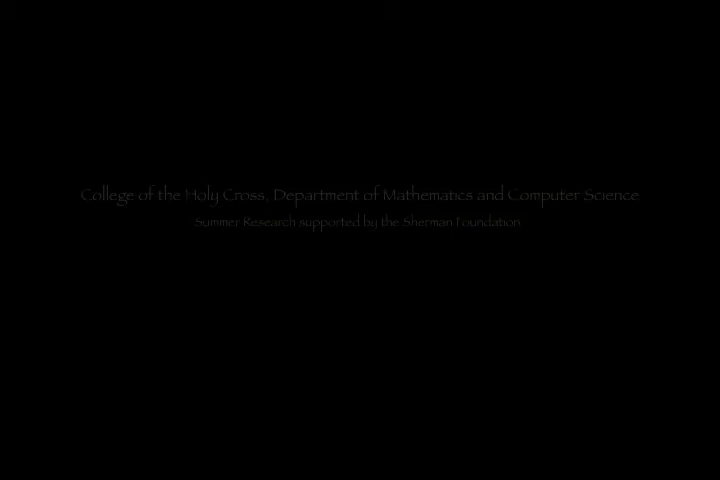 College of the Holy Cross, Department of Mathematics and Computer Science
Summer Research supported by the Sherman Foundation